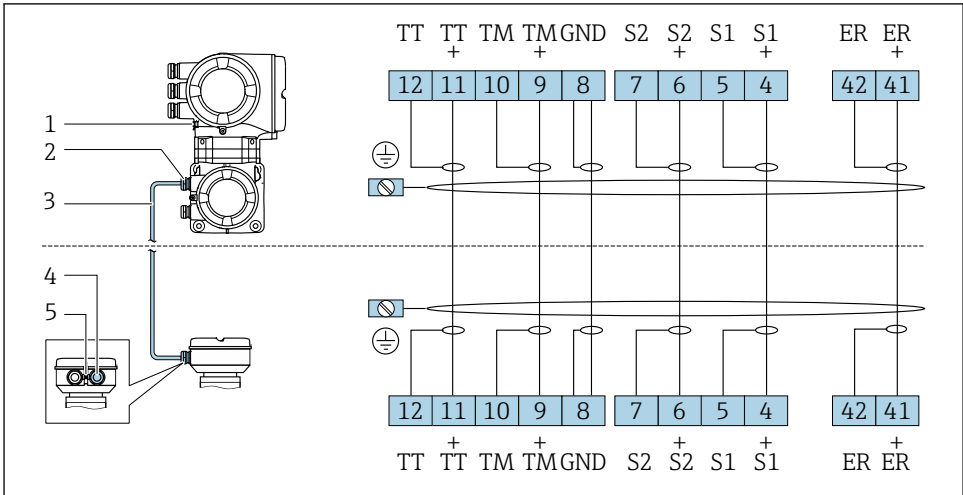 TT TT TM TM GND S2 S2 S1 S1 ER ER
+ + + + +
12 11 10 9 8 7 6 5 4 42 41
1
2
3
4
5
12 11 10 9 8 7 6 5 4 42 41
+ + + + +
TT TT TM TM GND S2 S2 S1 S1 ER ER